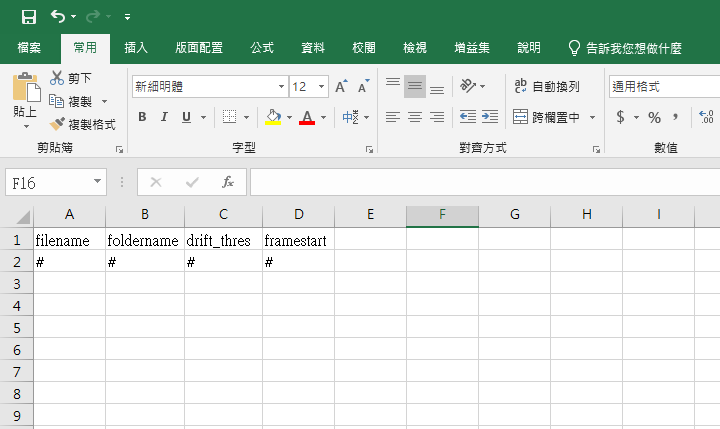 檔案 常用 插入 版面配置 公式 資料 校閱 檢視 增益集 說明 告訴我您想做什麼
剪下
複製
複製格式
貼上
剪貼簿
新細明體 12 A A
B I U A 中
字型
ab 自動換列
跨欄置中
對齊方式
通用格式
$ % , ←.0 .00
數值
F16 fx
A B C D E F G H I
1 filename foldername drift_thres framestart
2 # # # #
3
4
5
6
7
8
9